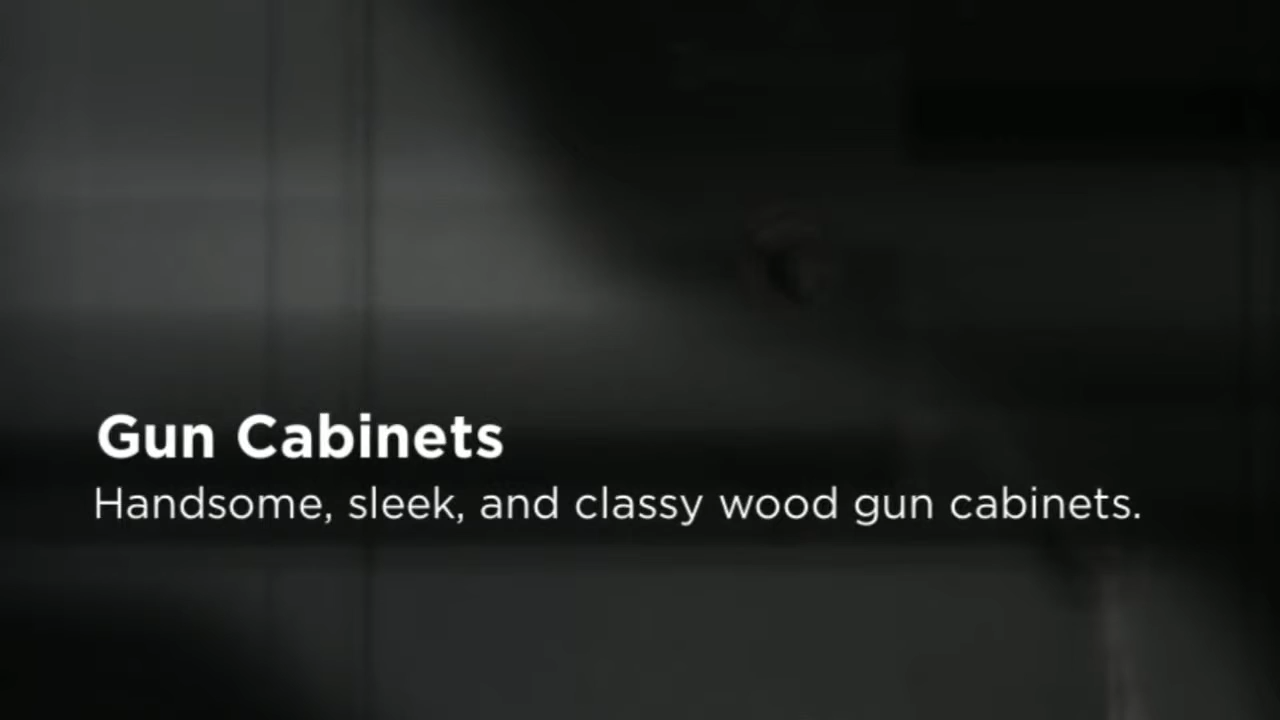 Gun Cabinets
Handsome, sleek, and classy wood gun cabinets.